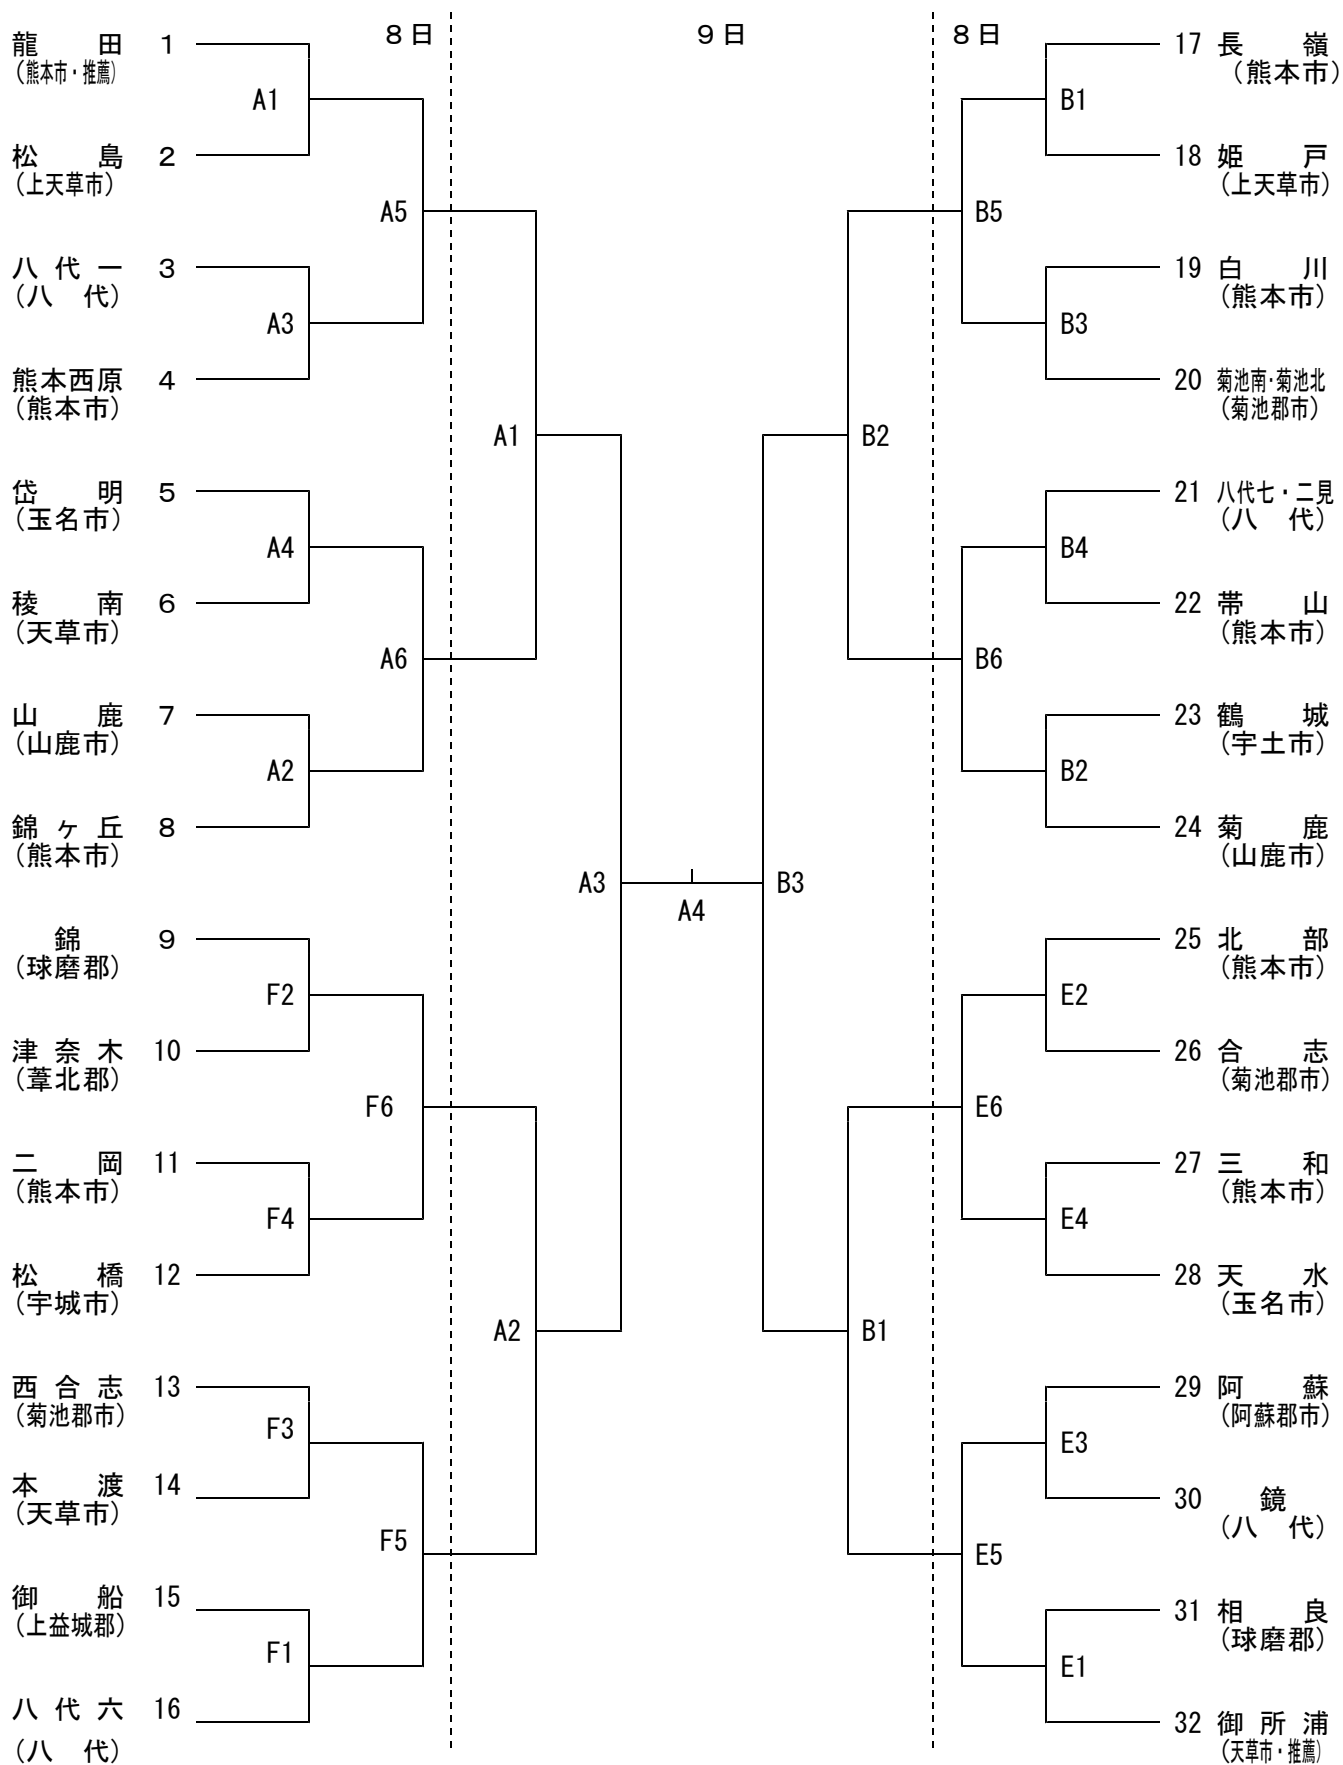 8日
9日
8日
龍田 1
(熊本市・推薦)
A1
松島 2
(上天草市)
A5
八代一 3
(八代)
A3
熊本西原 4
(熊本市)
A1
岱明 5
(玉名市)
A4
稜南 6
(天草市)
A6
山鹿 7
(山鹿市)
A2
錦ヶ丘 8
(熊本市)
A3
錦 9
(球磨郡)
F2
津奈木 10
(葦北郡)
F6
二岡 11
(熊本市)
F4
松橋 12
(宇城市)
A2
西合志 13
(菊池郡市)
F3
本渡 14
(天草市)
F5
御船 15
(上益城郡)
F1
八代六 16
(八代)
A4
17 長嶺
(熊本市)
B1
18 姫戸
(上天草市)
B5
19 白川
(熊本市)
B3
20 菊池南・菊池北
(菊池郡市)
B2
21 八代七・二見
(八代)
B4
22 帯山
(熊本市)
B6
23 鶴城
(宇土市)
B2
24 菊鹿
(山鹿市)
B3
25 北部
(熊本市)
E2
26 合志
(菊池郡市)
E6
27 三和
(熊本市)
E4
28 天水
(玉名市)
B1
29 阿蘇
(阿蘇郡市)
E3
30 鏡
(八代)
E5
31 相良
(球磨郡)
E1
32 御所浦
(天草市・推薦)